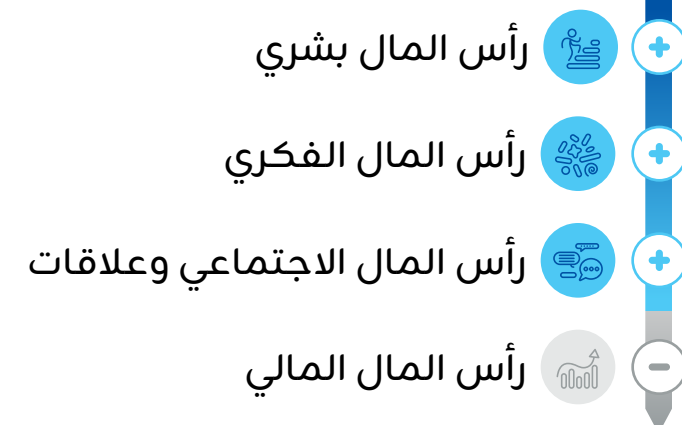 رأس المال بشري
رأس المال الفكري
رأس المال الاجتماعي وعلاقات
رأس المال المالي